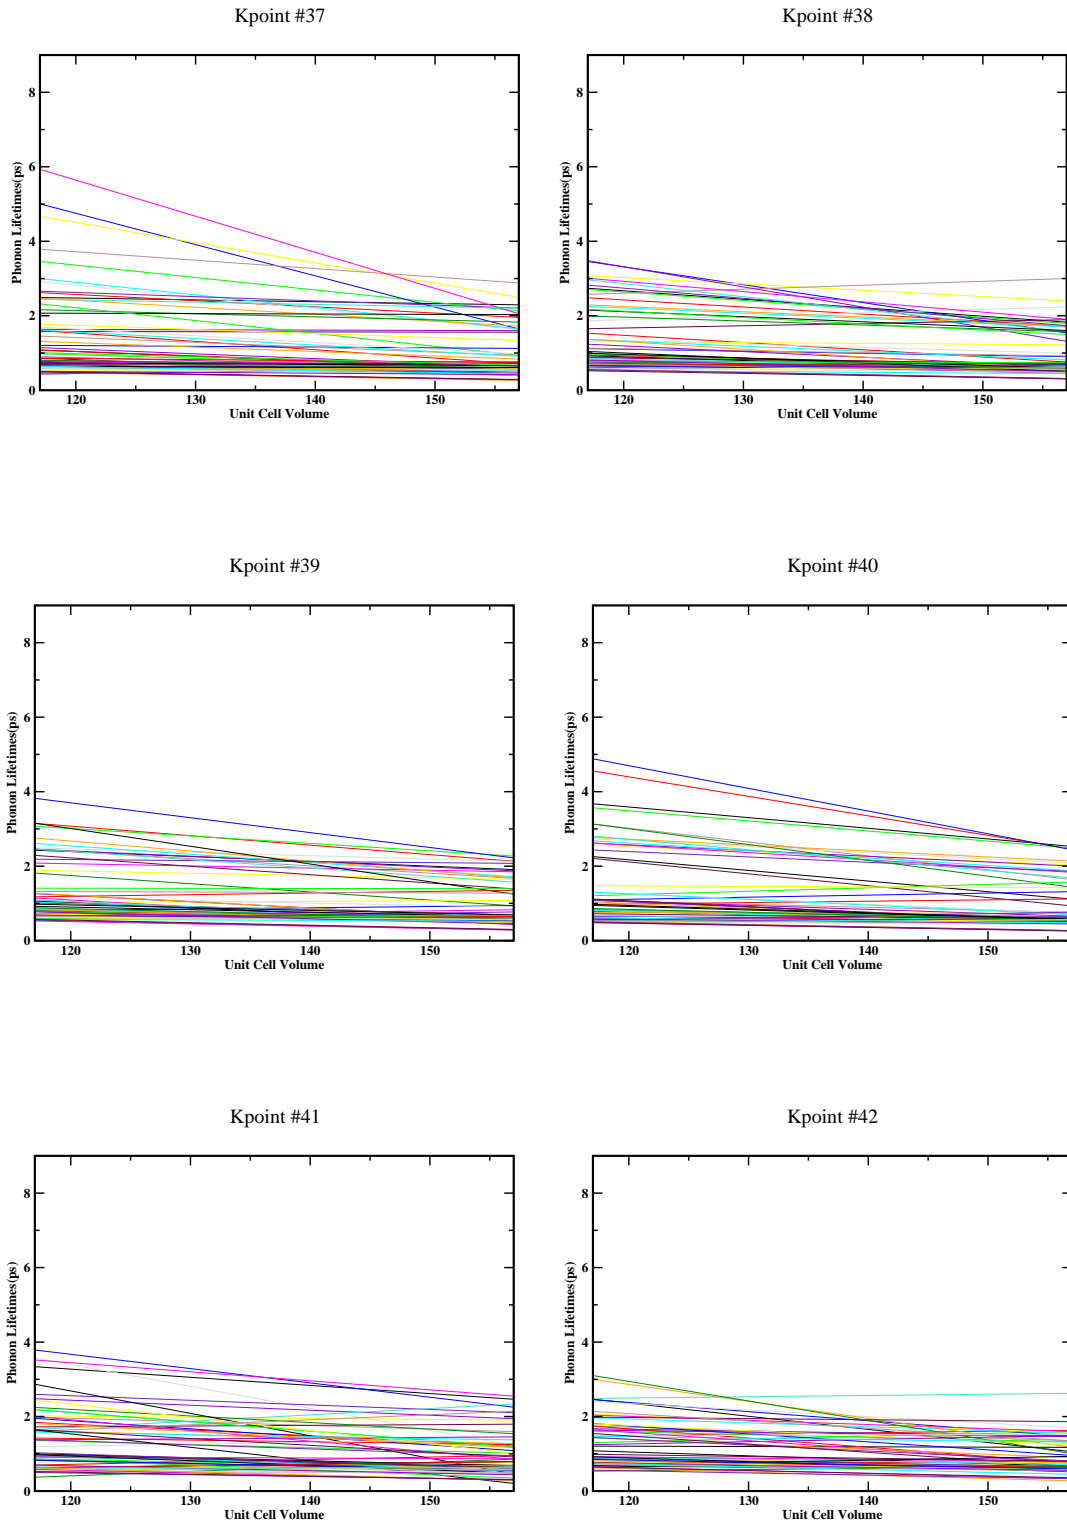 Kpoint #37
Kpoint #38
8
6
4
2
0
Phonon Lifetimes(ps)
120 130 140 150
Unit Cell Volume
8
6
4
2
0
Phonon Lifetimes(ps)
120 130 140 150
Unit Cell Volume
Kpoint #39
Kpoint #40
8
6
4
2
0
Phonon Lifetimes(ps)
120 130 140 150
Unit Cell Volume
8
6
4
2
0
Phonon Lifetimes(ps)
120 130 140 150
Unit Cell Volume
Kpoint #41
Kpoint #42
8
6
4
2
0
Phonon Lifetimes(ps)
120 130 140 150
Unit Cell Volume
8
6
4
2
0
Phonon Lifetimes(ps)
120 130 140 150
Unit Cell Volume